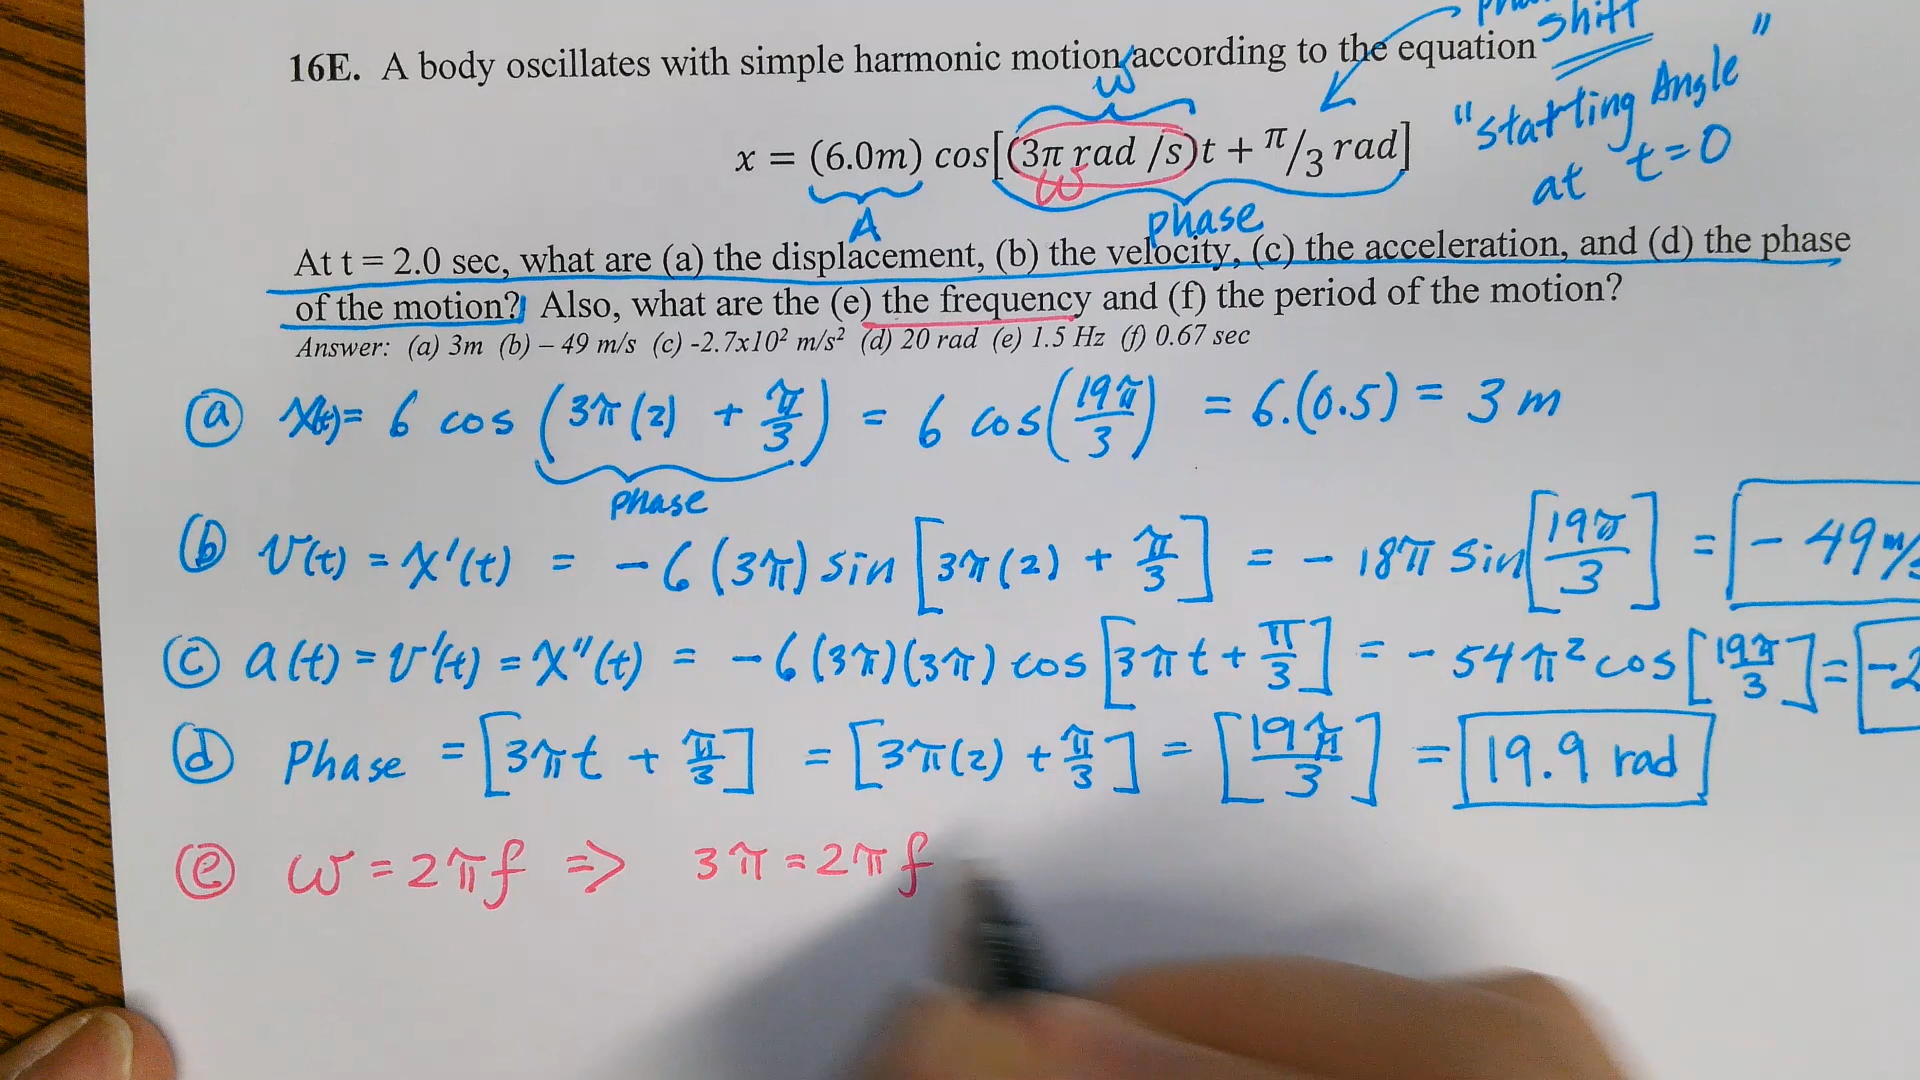 shift
16E. A body oscillates with simple harmonic motion according to the equation
"starting Angle"
at t=0
ω
x = (6.0m) cos[(3π rad /s)t + π/3 rad]
ω
A
phase
At t = 2.0 sec, what are (a) the displacement, (b) the velocity, (c) the acceleration, and (d) the phase
of the motion? Also, what are the (e) the frequency and (f) the period of the motion?
Answer: (a) 3m (b) – 49 m/s (c) -2.7x10² m/s² (d) 20 rad (e) 1.5 Hz (f) 0.67 sec
(a) x(t)= 6 cos (3π(2) + π/3) = 6 cos(19π/3) = 6.(0.5) = 3 m
phase
(b) v(t) = x'(t) = -6(3π) sin [3π(2) + π/3] = - 18π sin[19π/3] = - 49 m/s
(c) a(t) = v'(t) = x"(t) = -6(3π)(3π) cos [3πt + π/3] = - 54π² cos[19π/3] = -2
(d) Phase = [3πt + π/3] = [3π(2) + π/3] = [19π/3] = 19.9 rad
(e) ω = 2πf => 3π = 2πf